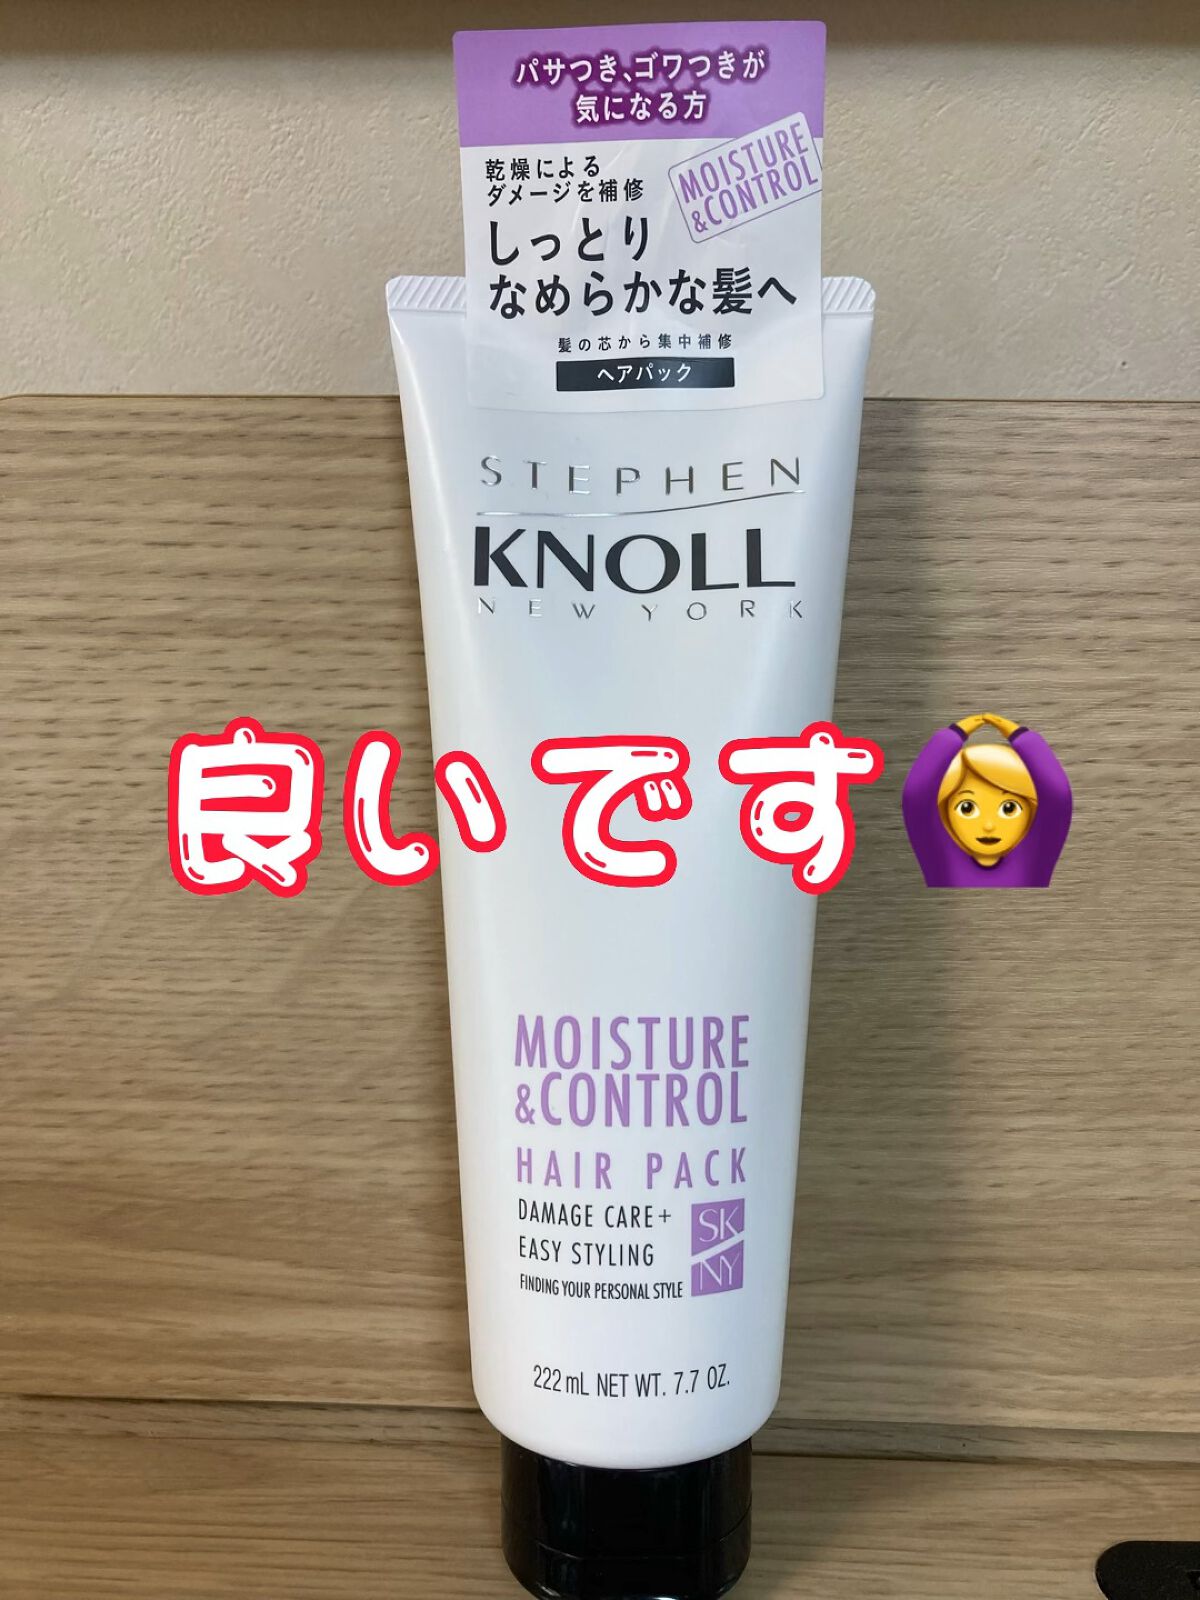 パサつき、ゴワつきが
気になる方
乾燥による
ダメージを補修
MOISTURE
&CONTROL
しっとり
なめらかな髪へ
髪の芯から集中補修
ヘアパック
STEPHEN
KNOLL
NEW YORK
良いです🙆‍♀️
MOISTURE
&CONTROL
HAIR PACK
DAMAGE CARE+
EASY STYLING
FINDING YOUR PERSONAL STYLE
SK
NY
222mL NET WT. 7.7 OZ.